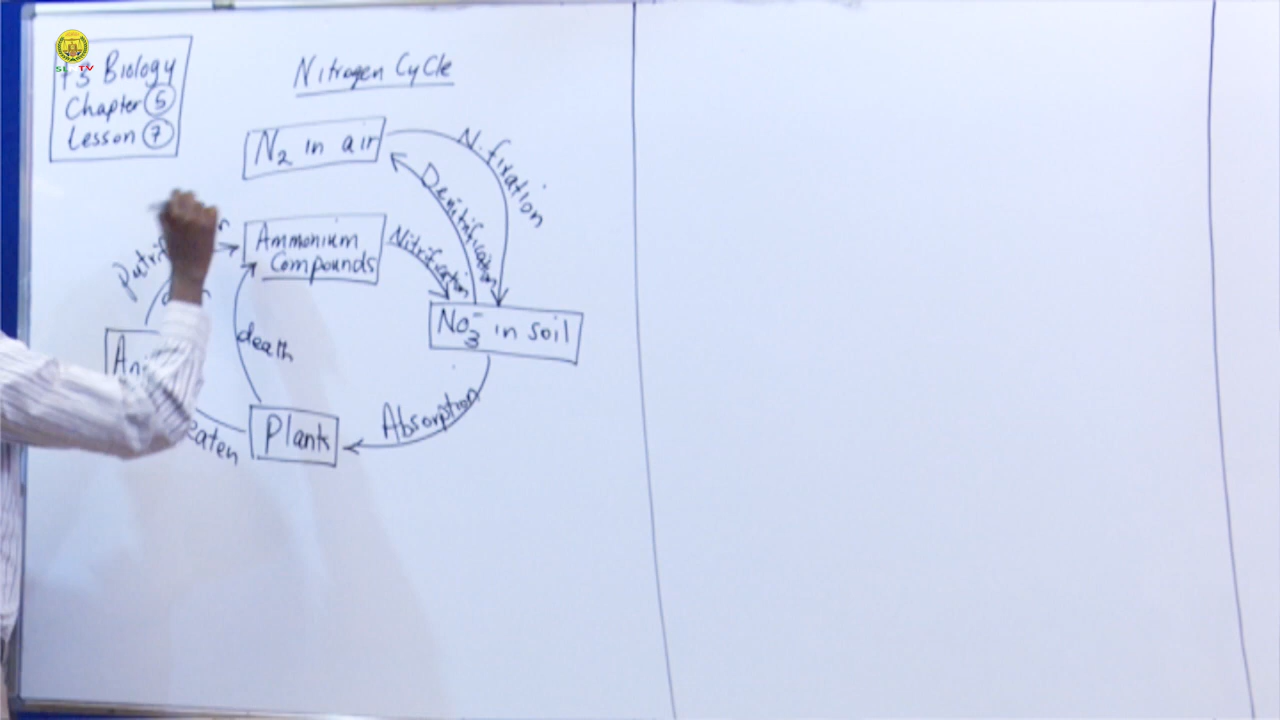 F3 Biology
Chapter 5
Lesson 7
Nitrogen Cycle
N2 in air
N. fixation
Denitrification
Ammonium
Compounds
Nitrification
NO3- in soil
death
Absorption
Plants
eaten